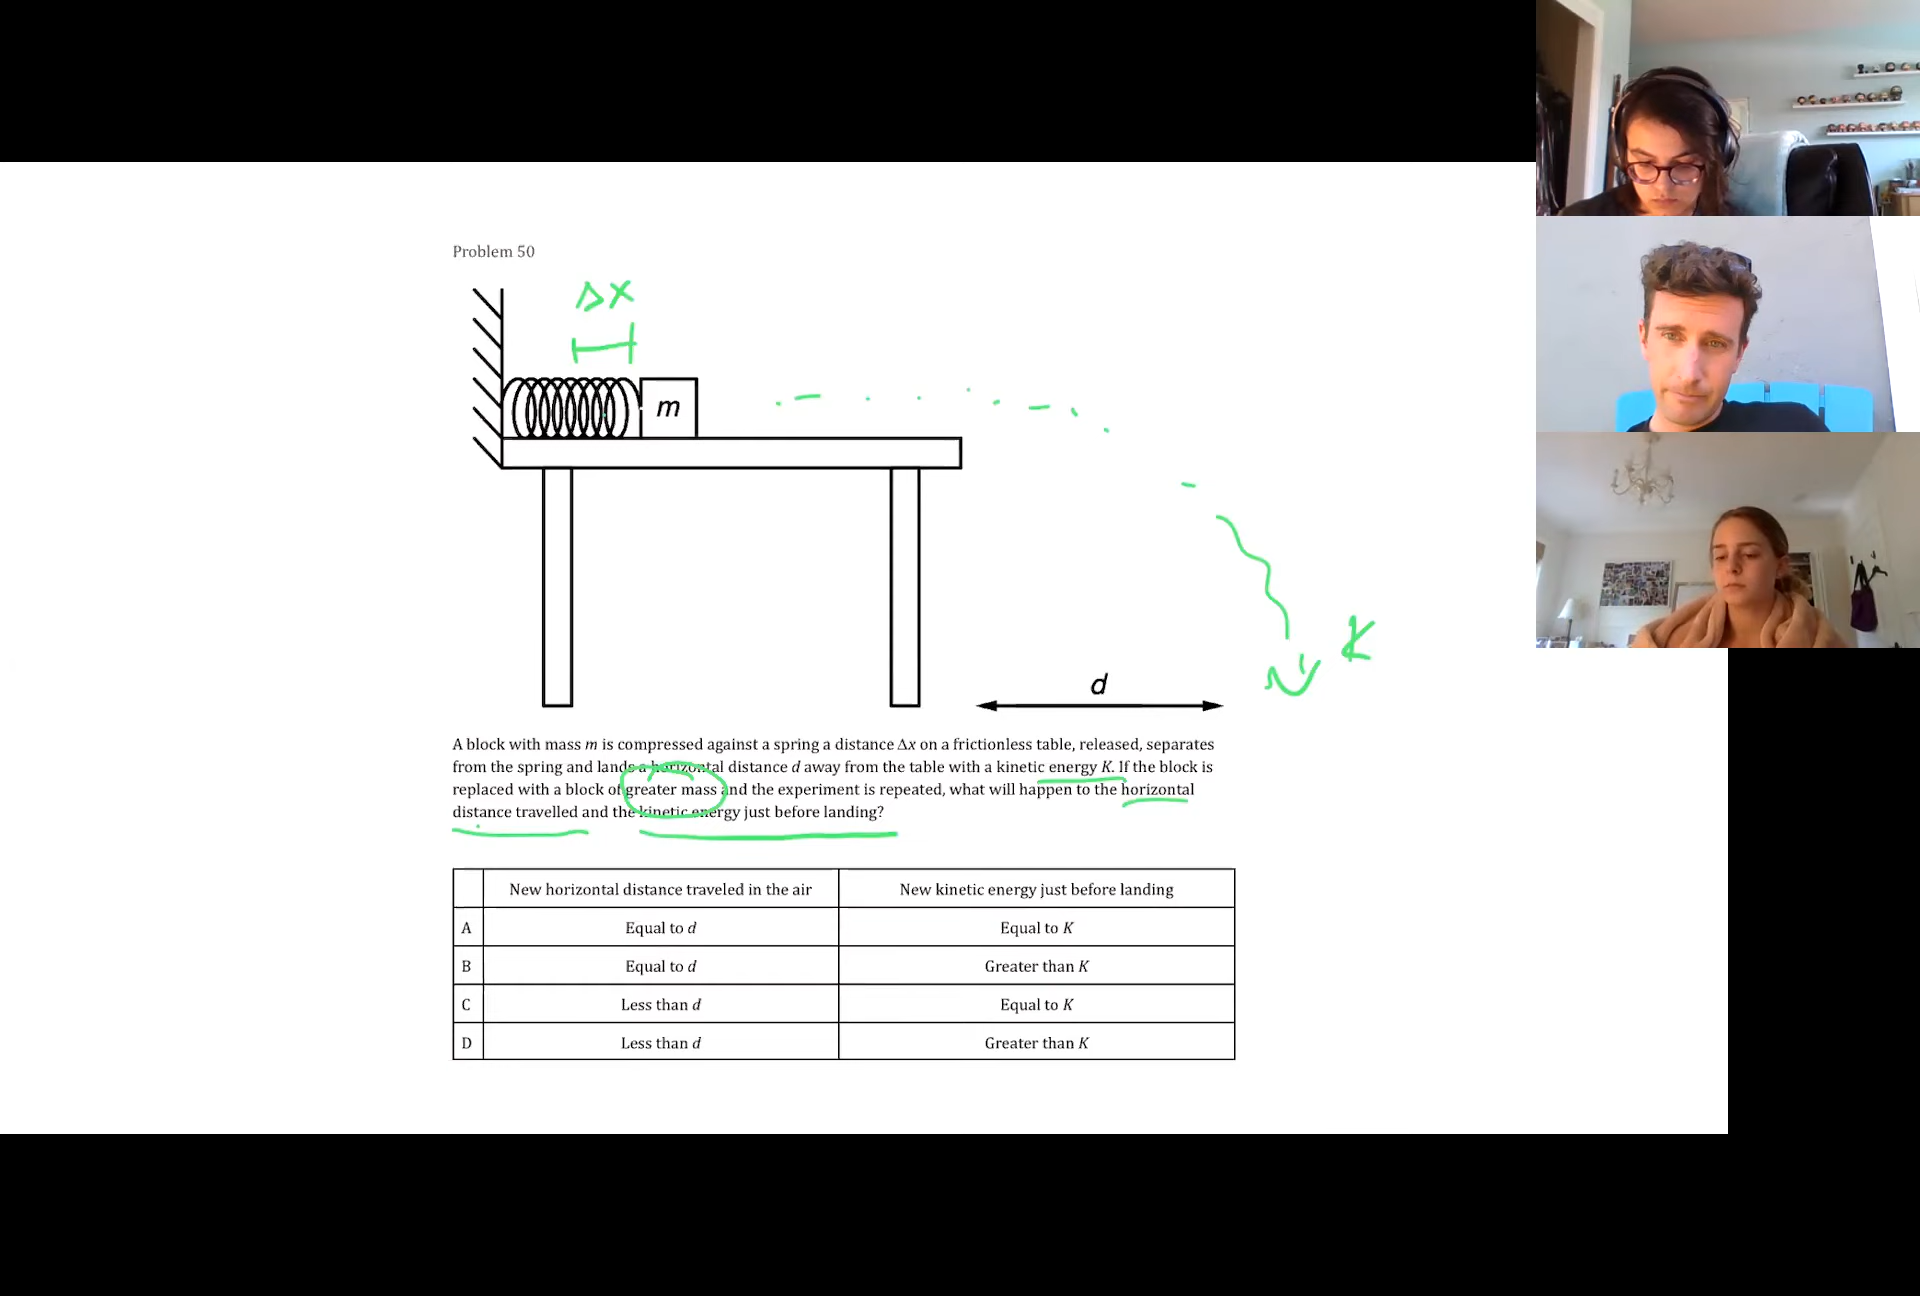 Problem 50
Δx
m
K
d
A block with mass m is compressed against a spring a distance Δx on a frictionless table, released, separates
from the spring and lands a horizontal distance d away from the table with a kinetic energy K. If the block is
replaced with a block of greater mass and the experiment is repeated, what will happen to the horizontal
distance travelled and the kinetic energy just before landing?
New horizontal distance traveled in the air New kinetic energy just before landing
A Equal to d Equal to K
B Equal to d Greater than K
C Less than d Equal to K
D Less than d Greater than K